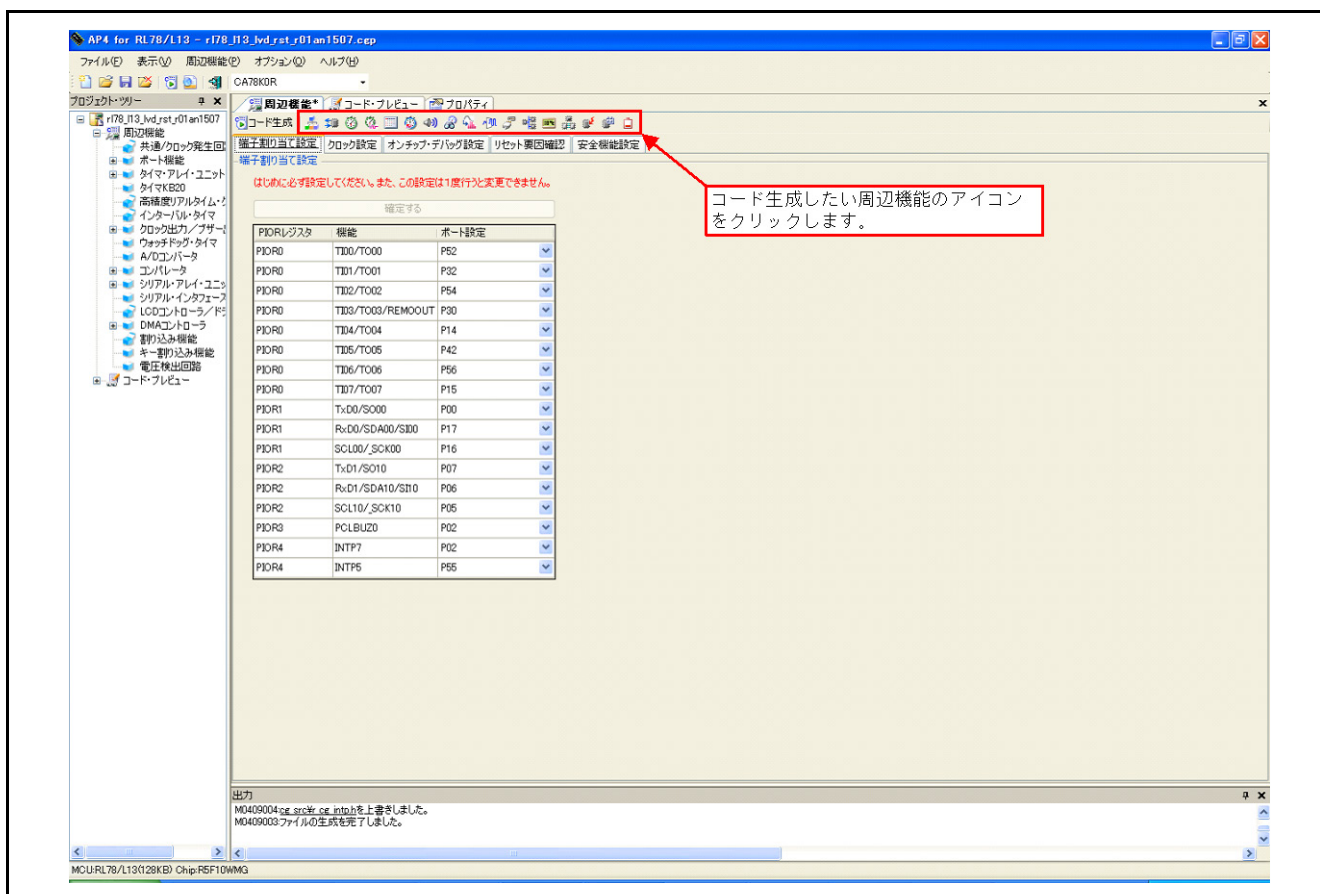 AP4 for RL78/L13 - r178_l13_lvd_rst_r01an1507.cgp
ファイル(F) 表示(V) 周辺機能(P) オプション(O) ヘルプ(H)
CA78K0R
プロジェクト・ツリー
r178_l13_lvd_rst_r01an1507
周辺機能
共通/クロック発生回
ポート機能
タイマ・アレイ・ユニット
タイマKB20
高精度リアルタイム・
インターバル・タイマ
クロック出力/ブザー
ウォッチドッグ・タイマ
A/Dコンバータ
コンパレータ
シリアル・アレイ・ユニッ
シリアル・インタフェース
LCDコントローラ/ドラ
DMAコントローラ
割り込み機能
キー割り込み機能
電圧検出回路
コード・プレビュー
周辺機能* コード・プレビュー プロパティ
コード生成
端子割り当て設定 クロック設定 オンチップ・デバッグ設定 リセット要因確認 安全機能設定
端子割り当て設定
はじめに必ず設定してください。また、この設定は1度行うと変更できません。
確定する
PIORレジスタ 機能 ポート設定
PIOR0 TI00/TO00 P52
PIOR0 TI01/TO01 P32
PIOR0 TI02/TO02 P54
PIOR0 TI03/TO03/REMOOUT P30
PIOR0 TI04/TO04 P14
PIOR0 TI05/TO05 P42
PIOR0 TI06/TO06 P56
PIOR0 TI07/TO07 P15
PIOR1 TxD0/SO00 P00
PIOR1 RxD0/SDA00/SI00 P17
PIOR1 SCL00/_SCK00 P16
PIOR2 TxD1/SO10 P07
PIOR2 RxD1/SDA10/SI10 P06
PIOR2 SCL10/_SCK10 P05
PIOR3 PCLBUZ0 P02
PIOR4 INTP7 P02
PIOR4 INTP5 P55
コード生成したい周辺機能のアイコン
をクリックします。
出力
M0409004:cg_src¥r_cg_intp.hを上書きしました。
M0409003:ファイルの生成を完了しました。
MCU:RL78/L13(128KB) Chip:R5F10WMG